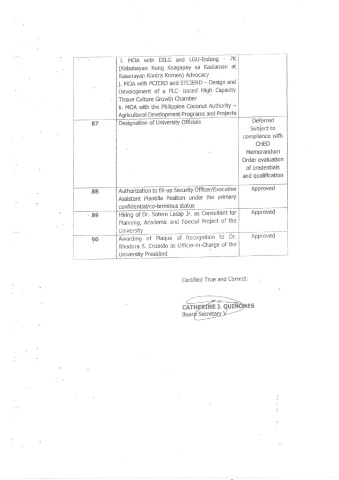 i. MOA with DILG and LGU-Indang - 7K
(Kababayan Kong Kaagapay sa Kaalaman at
Kasanayan Kontra Krimen) Advocacy
j. MOA with PCIERD and STCIERD – Design and
Development of a PLC- based High Capacity
Tissue Culture Growth Chamber
k. MOA with the Philippine Coconut Authority –
Agricultural Development Programs and Projects
87 Designation of University Officials Deferred
Subject to
compliance with
CHED
Memorandum
Order evaluation
of credentials
and qualification
88 Authorization to fill-up Security Officer/Executive Approved
Assistant Plantilla Position under the primary
confidential/co-terminus status
89 Hiring of Dr. Sotero Lasap Jr. as Consultant for Approved
Planning, Academic and Special Project of the
University
90 Awarding of Plaque of Recognition to Dr. Approved
Rhodora S. Crizaldo as Officer-in-Charge of the
University President
Certified True and Correct:
CATHERINE J. QUIÑONES
Board Secretary V